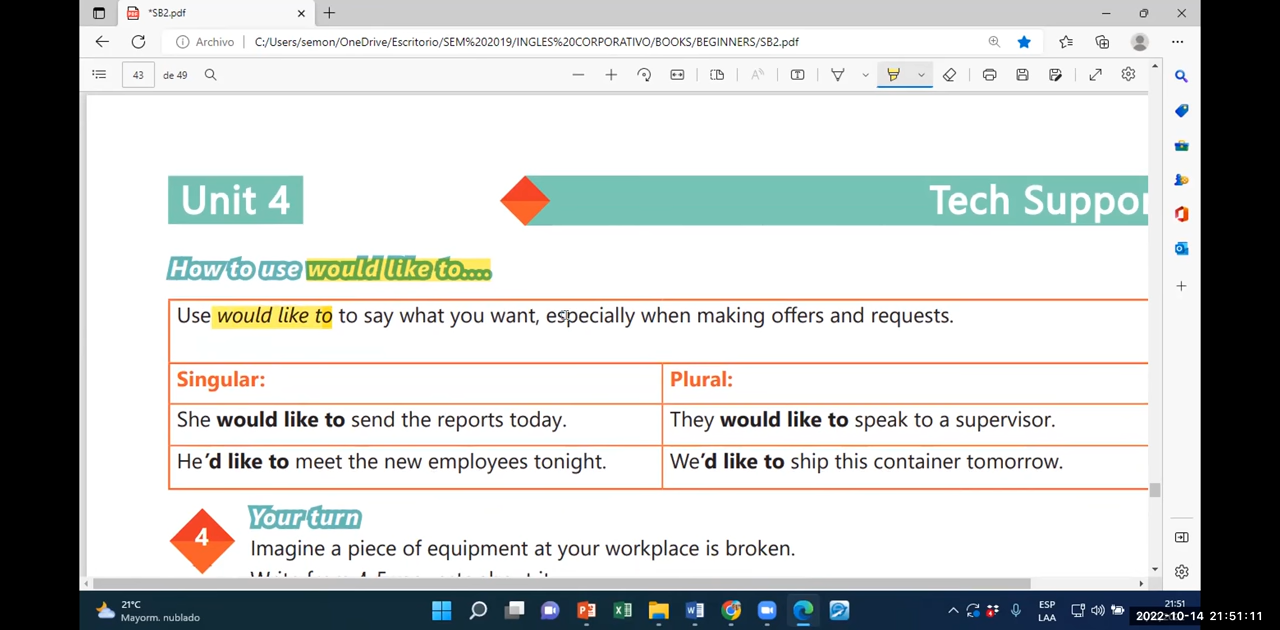 *SB2.pdf
Archivo
C:/Users/semon/OneDrive/Escritorio/SEM%202019/INGLES%20CORPORATIVO/BOOKS/BEGINNERS/SB2.pdf
43 de 49
Unit 4
Tech Suppor
How to use would like to....
Use would like to to say what you want, especially when making offers and requests.
Singular: Plural:
She would like to send the reports today. They would like to speak to a supervisor.
He'd like to meet the new employees tonight. We'd like to ship this container tomorrow.
4
Your turn
Imagine a piece of equipment at your workplace is broken.
21°C
Mayorm. nublado
ESP
LAA
21:51
2022-10-14 21:51:11